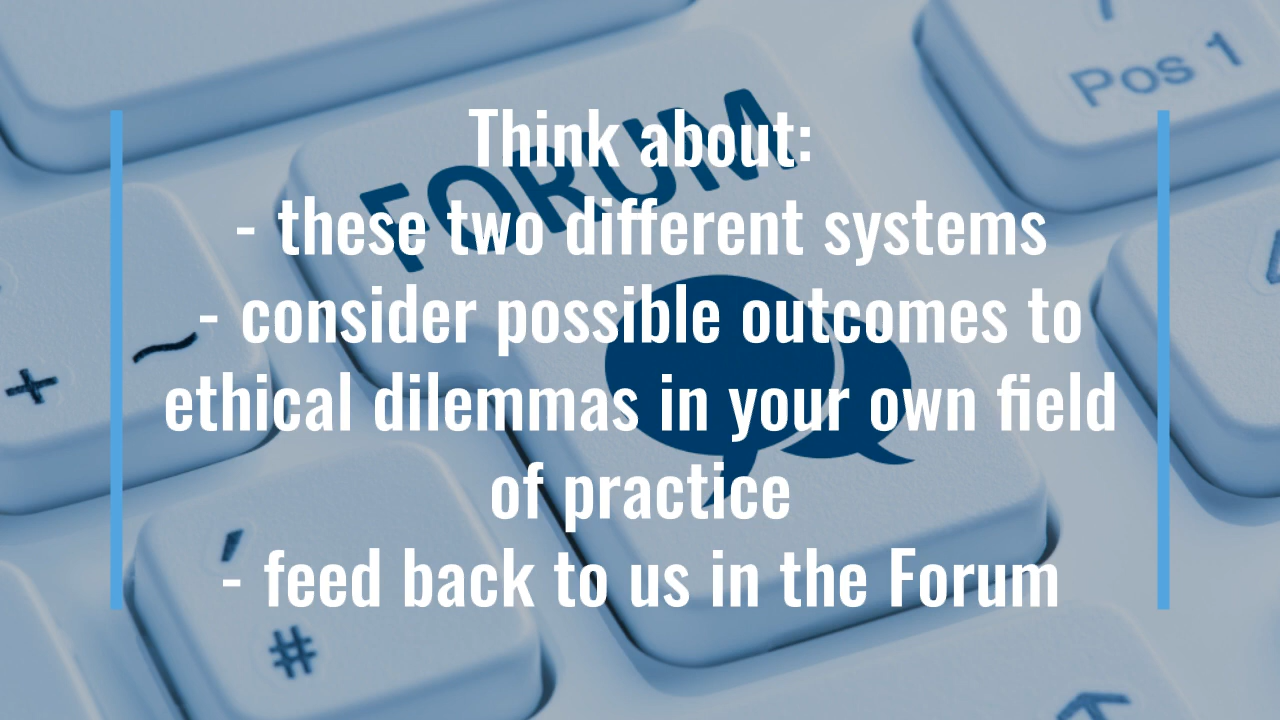 Pos 1
FORUM
Think about:
- these two different systems
- consider possible outcomes to
ethical dilemmas in your own field
of practice
- feed back to us in the Forum
+ ~
'
#